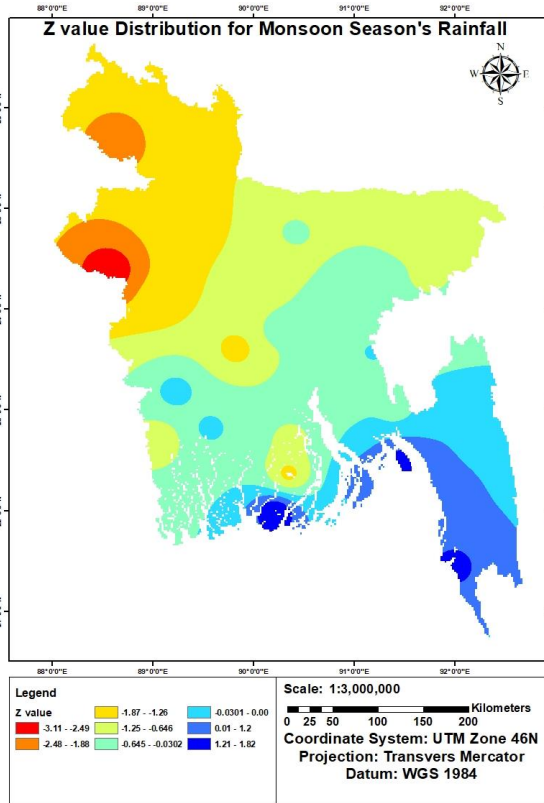 88°0'0"E 89°0'0"E 90°0'0"E 91°0'0"E 92°0'0"E
Z value Distribution for Monsoon Season's Rainfall
N
W E
S
88°0'0"E 89°0'0"E 90°0'0"E 91°0'0"E 92°0'0"E
Legend
Z value
-3.11 - -2.49
-2.48 - -1.88
-1.87 - -1.26
-1.25 - -0.646
-0.645 - -0.0302
-0.0301 - 0.00
0.01 - 1.2
1.21 - 1.82
Scale: 1:3,000,000
Kilometers
0 25 50 100 150 200
Coordinate System: UTM Zone 46N
Projection: Transvers Mercator
Datum: WGS 1984